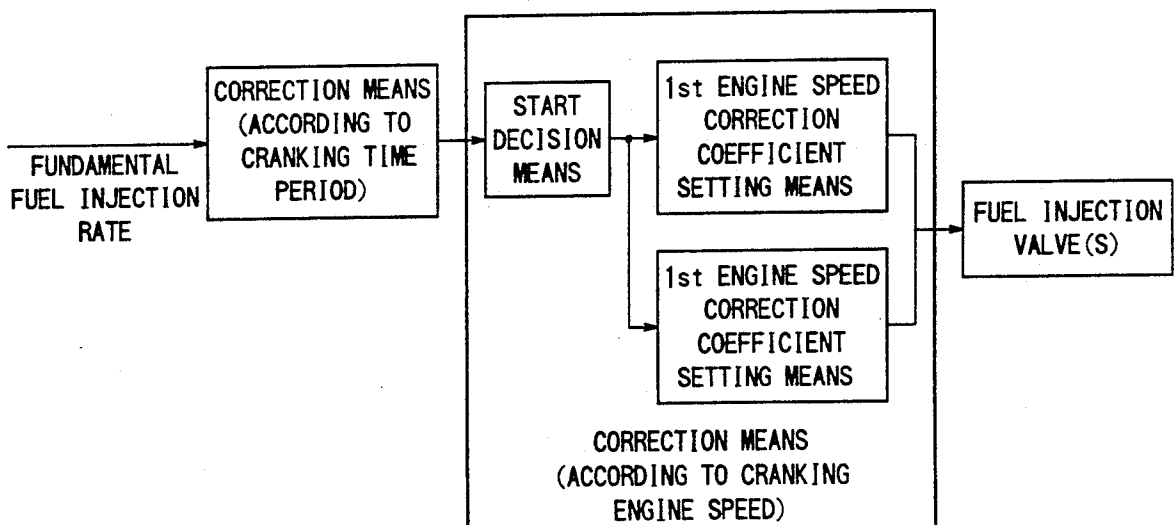 FUNDAMENTAL
FUEL INJECTION
RATE
CORRECTION MEANS
(ACCORDING TO
CRANKING TIME
PERIOD)
START
DECISION
MEANS
1st ENGINE SPEED
CORRECTION
COEFFICIENT
SETTING MEANS
1st ENGINE SPEED
CORRECTION
COEFFICIENT
SETTING MEANS
CORRECTION MEANS
(ACCORDING TO CRANKING
ENGINE SPEED)
FUEL INJECTION
VALVE(S)